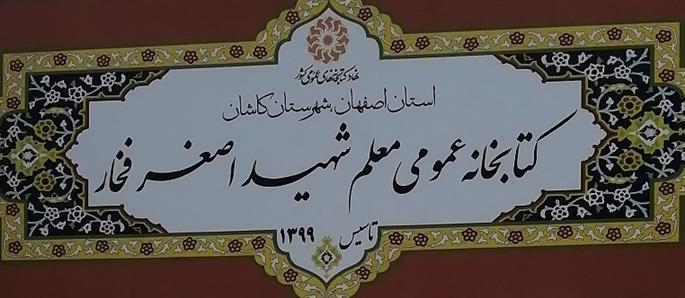 نهاد کتابخانه‌های عمومی کشور
استان اصفهان، شهرستان کاشان
کتابخانه عمومی معلم شهید اصغر فخار
تاسیس ۱۳۹۹